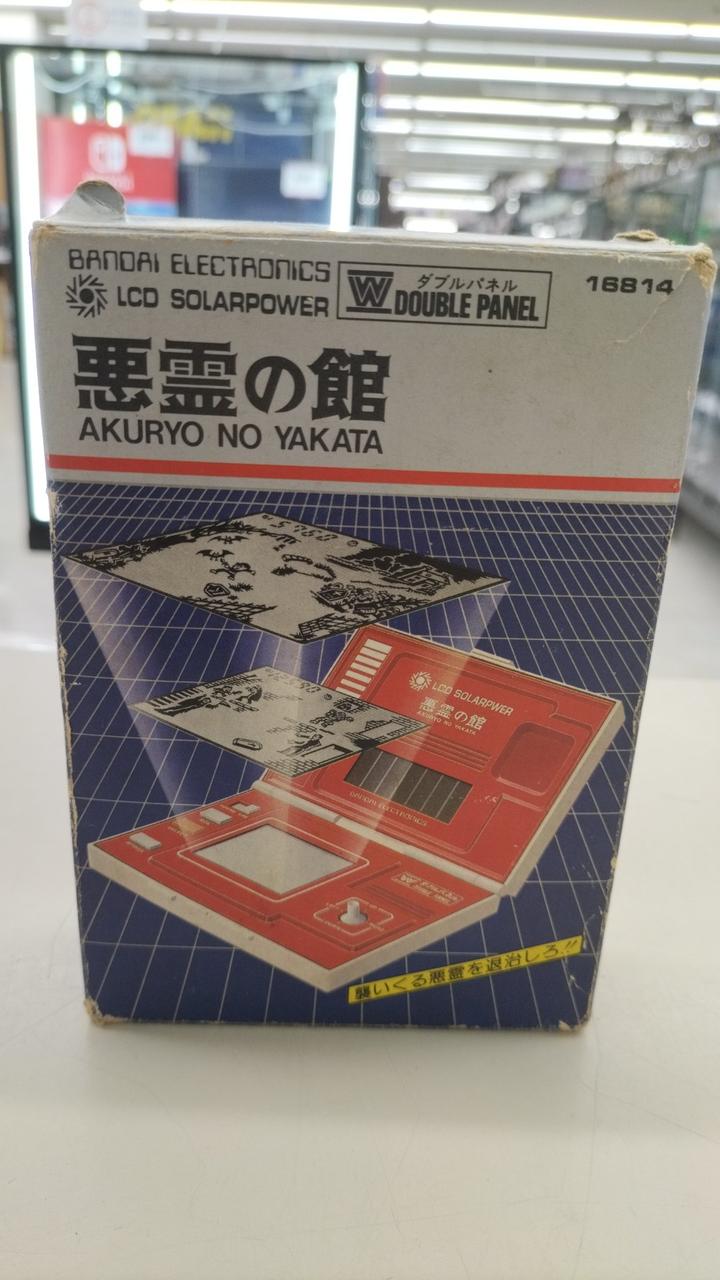 BANDAI ELECTRONICS
LCD SOLARPOWER
W ダブルパネル
DOUBLE PANEL
16814
悪霊の館
AKURYO NO YAKATA
LCD SOLARPOWER
悪霊の館
AKURYO NO YAKATA
BANDAI ELECTRONICS
襲いくる悪霊を退治しろ!!